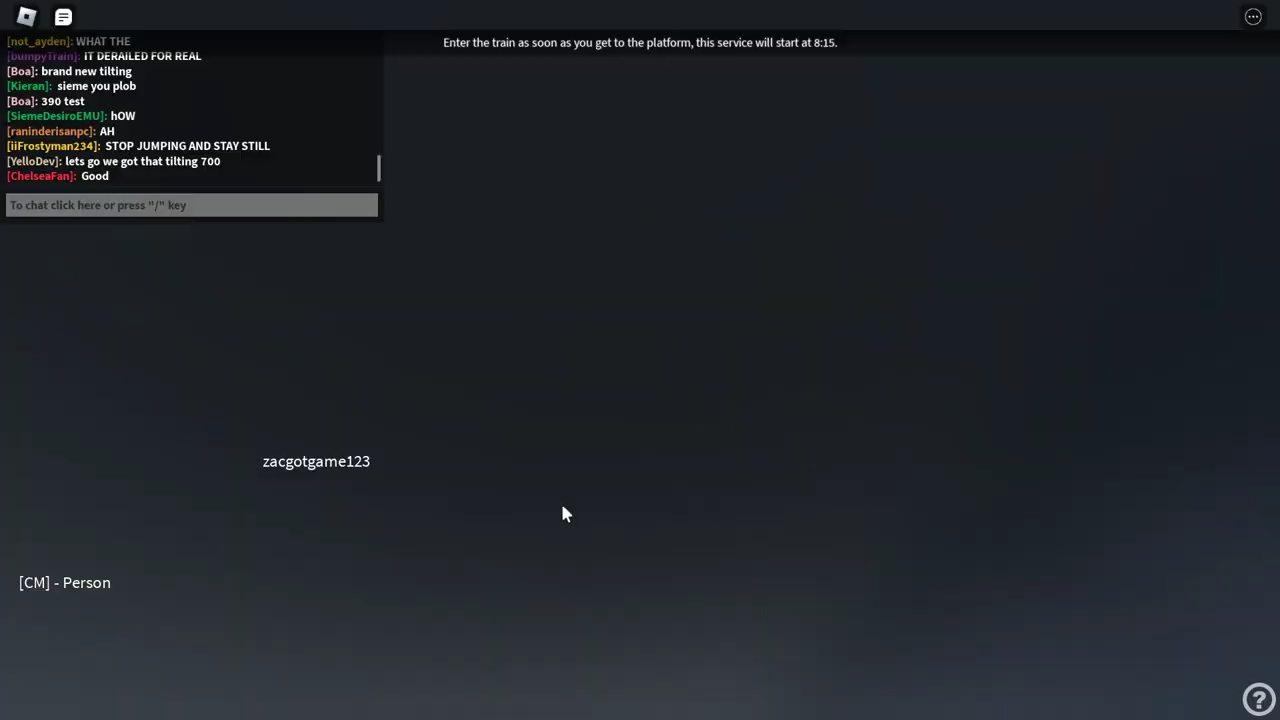 [not_ayden]: WHAT THE
[bumpyTrain]: IT DERAILED FOR REAL
[Boa]: brand new tilting
[Kieran]: sieme you plob
[Boa]: 390 test
[SiemeDesiroEMU]: hOW
[raninderisanpc]: AH
[iiFrostyman234]: STOP JUMPING AND STAY STILL
[YelloDev]: lets go we got that tilting 700
[ChelseaFan]: Good
To chat click here or press "/" key
Enter the train as soon as you get to the platform, this service will start at 8:15.
zacgotgame123
[CM] - Person
?